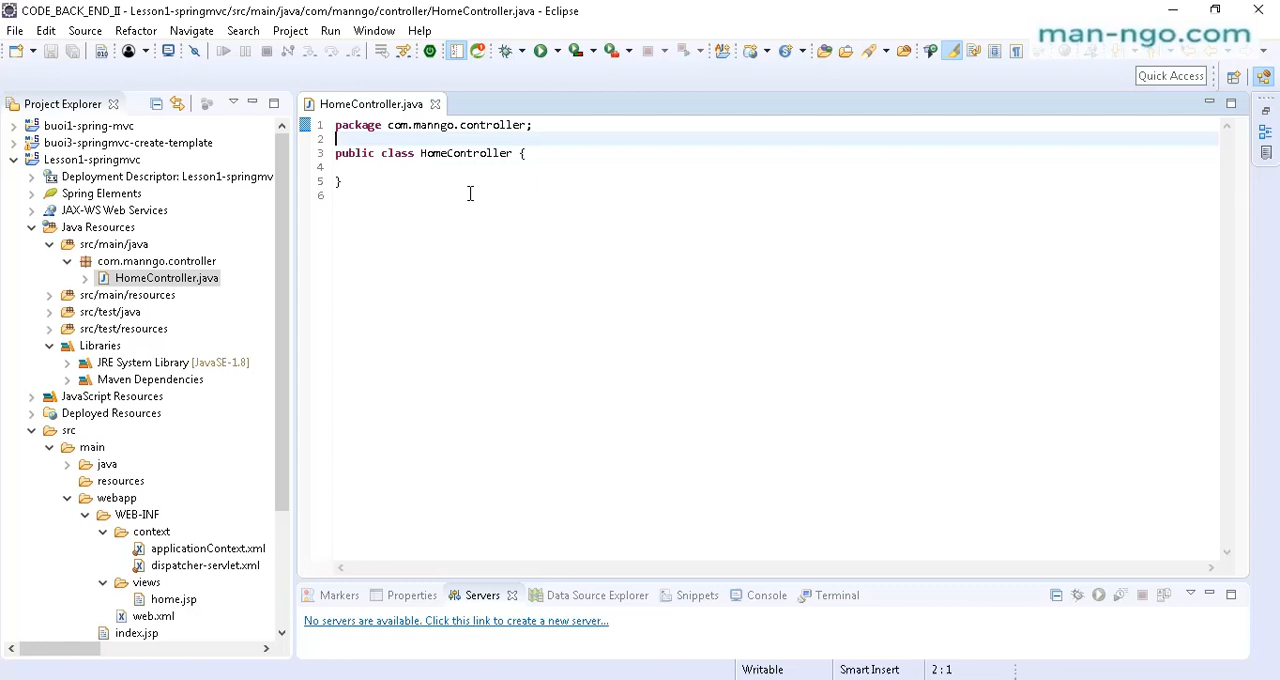 CODE_BACK_END_II - Lesson1-springmvc/src/main/java/com/manngo/controller/HomeController.java - Eclipse
File Edit Source Refactor Navigate Search Project Run Window Help
man-ngo.com
Quick Access
Project Explorer
HomeController.java
buoi1-spring-mvc
buoi3-springmvc-create-template
Lesson1-springmvc
Deployment Descriptor: Lesson1-springmv
Spring Elements
JAX-WS Web Services
Java Resources
src/main/java
com.manngo.controller
HomeController.java
src/main/resources
src/test/java
src/test/resources
Libraries
JRE System Library [JavaSE-1.8]
Maven Dependencies
JavaScript Resources
Deployed Resources
src
main
java
resources
webapp
WEB-INF
context
applicationContext.xml
dispatcher-servlet.xml
views
home.jsp
web.xml
index.jsp
1 package com.manngo.controller;
2
3 public class HomeController {
4
5 }
6
Markers Properties Servers Data Source Explorer Snippets Console Terminal
No servers are available. Click this link to create a new server...
Writable Smart Insert 2 : 1